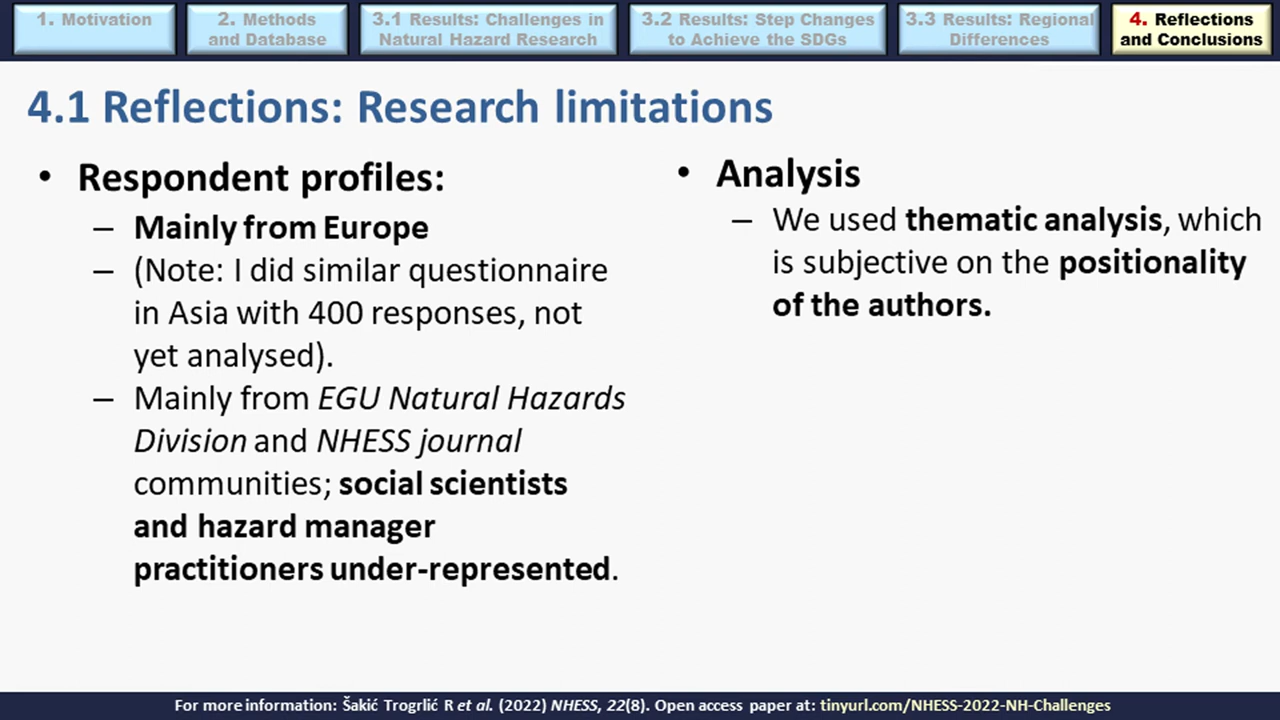 1. Motivation
2. Methods
and Database
3.1 Results: Challenges in
Natural Hazard Research
3.2 Results: Step Changes
to Achieve the SDGs
3.3 Results: Regional
Differences
4. Reflections
and Conclusions
4.1 Reflections: Research limitations
• Respondent profiles:
– Mainly from Europe
– (Note: I did similar questionnaire
in Asia with 400 responses, not
yet analysed).
– Mainly from EGU Natural Hazards
Division and NHESS journal
communities; social scientists
and hazard manager
practitioners under-represented.
• Analysis
– We used thematic analysis, which
is subjective on the positionality
of the authors.
For more information: Šakić Trogrlić R et al. (2022) NHESS, 22(8). Open access paper at: tinyurl.com/NHESS-2022-NH-Challenges